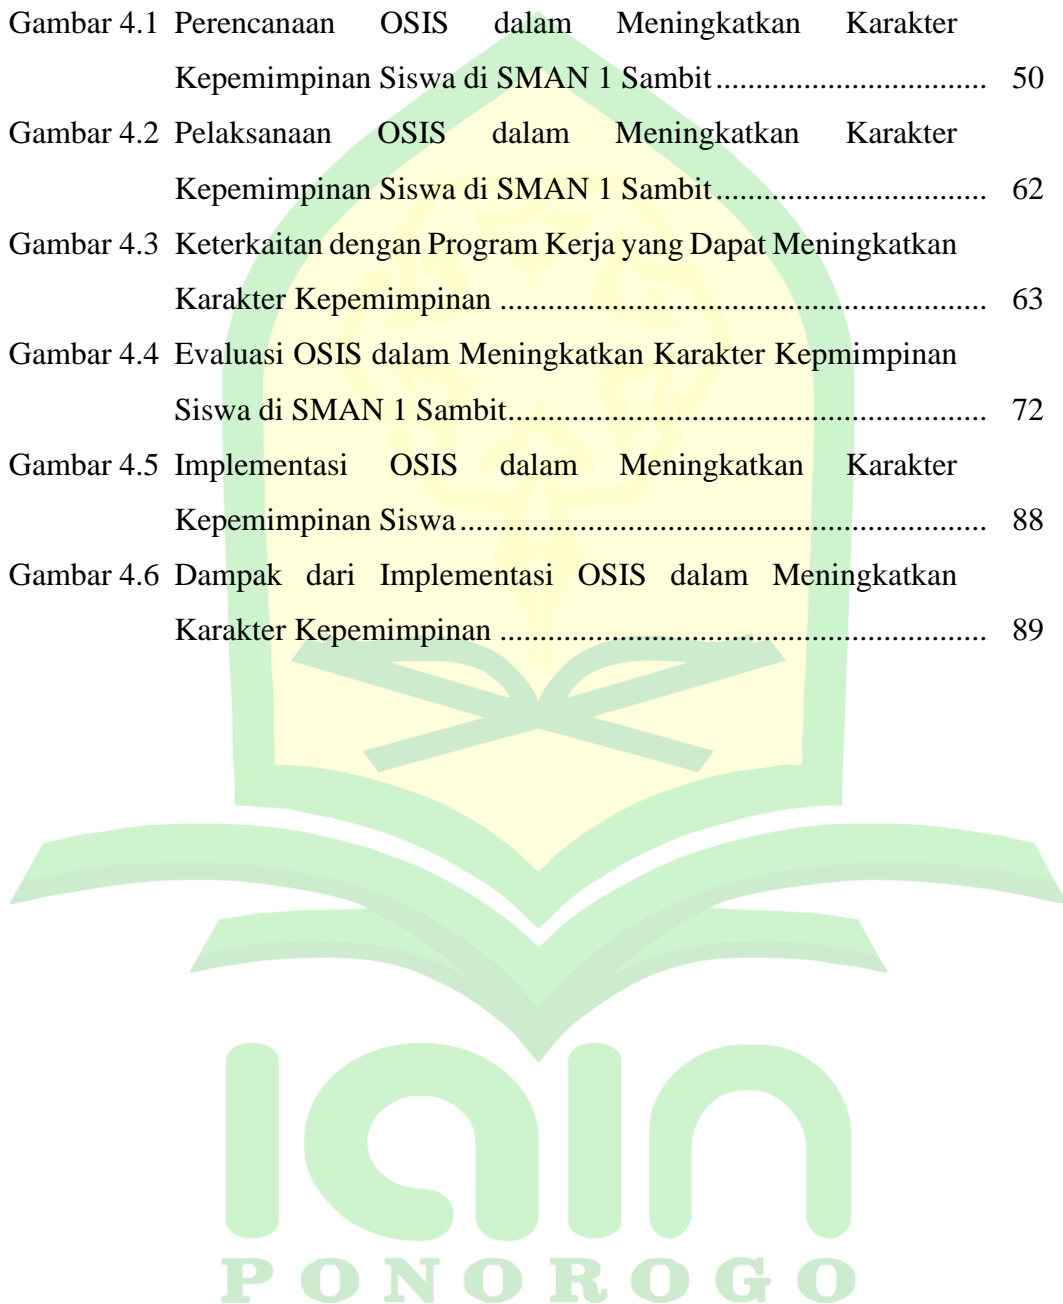 Gambar 4.1 Perencanaan OSIS dalam Meningkatkan Karakter
Kepemimpinan Siswa di SMAN 1 Sambit.................................. 50
Gambar 4.2 Pelaksanaan OSIS dalam Meningkatkan Karakter
Kepemimpinan Siswa di SMAN 1 Sambit.................................. 62
Gambar 4.3 Keterkaitan dengan Program Kerja yang Dapat Meningkatkan
Karakter Kepemimpinan ............................................................. 63
Gambar 4.4 Evaluasi OSIS dalam Meningkatkan Karakter Kepmimpinan
Siswa di SMAN 1 Sambit............................................................ 72
Gambar 4.5 Implementasi OSIS dalam Meningkatkan Karakter
Kepemimpinan Siswa.................................................................. 88
Gambar 4.6 Dampak dari Implementasi OSIS dalam Meningkatkan
Karakter Kepemimpinan ............................................................. 89
iain
PONOROGO